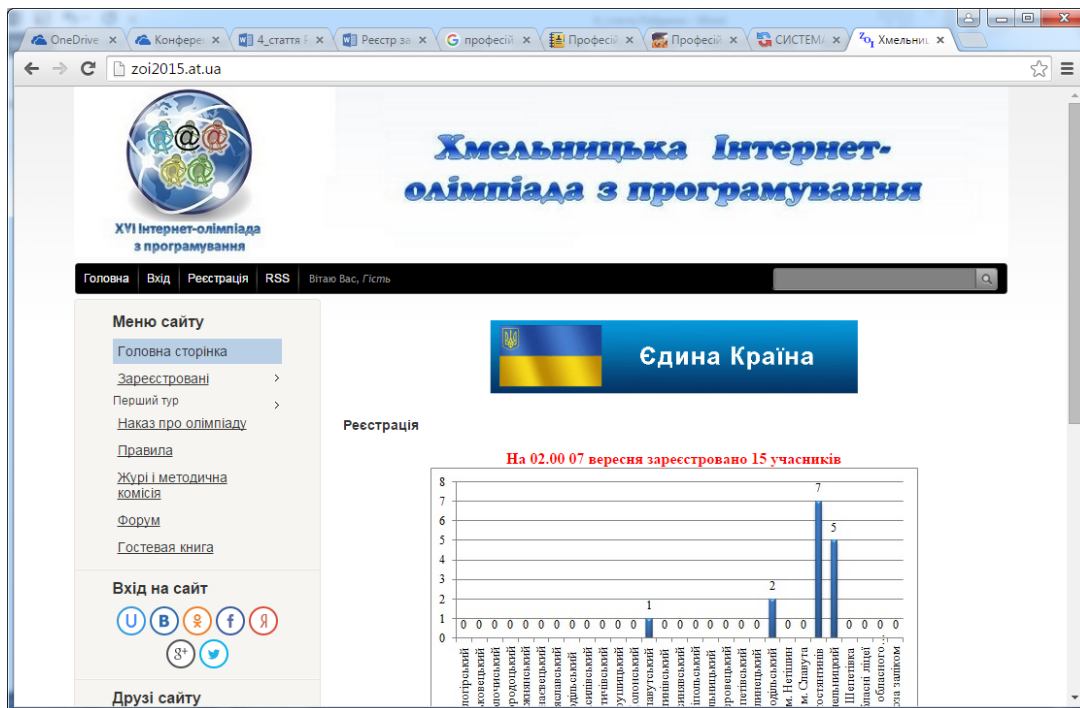 OneDrive
Конфере
4_стаття
Реєстр за
професій
Професій
Професій
СИСТЕМА
Хмельниц
zoi2015.at.ua
XVI Інтернет-олімпіада
з програмування
Хмельницька Інтернет-
олімпіада з програмування
Головна Вхід Реєстрація RSS Вітаю Вас, Гість
Меню сайту
Головна сторінка
Зареєстровані
Перший тур
Наказ про олімпіаду
Правила
Журі і методична
комісія
Форум
Гостевая книга
Вхід на сайт
Друзі сайту
Єдина Країна
Реєстрація
На 02.00 07 вересня зареєстровано 15 учасників
8
7
6
5
4
3
2
1
0
0 0 0 0 0 0 0 0 0 0 0 0 1 0 0 0 0 0 0 0 2 0 0 7 5 0 0 0 0
м. Нетішин
м. Славута
Шепетівка
обласного...